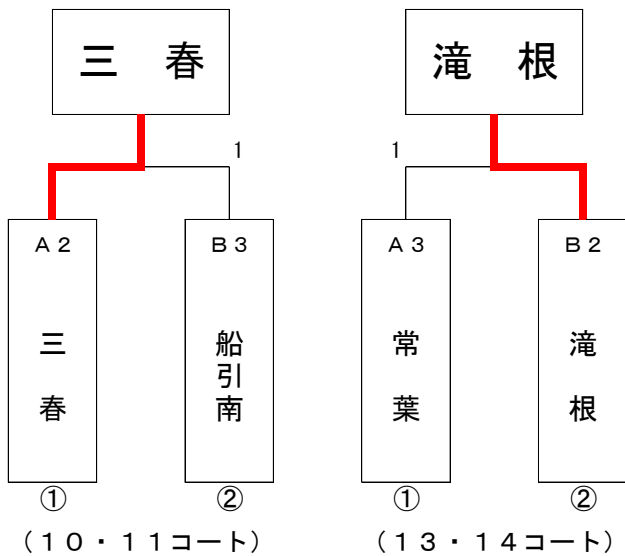 三　春
滝　根
1
1
Ａ２
Ｂ３
Ａ３
Ｂ２
三春
船引南
常葉
滝根
①
②
①
②
（１０・１１コート）
（１３・１４コート）